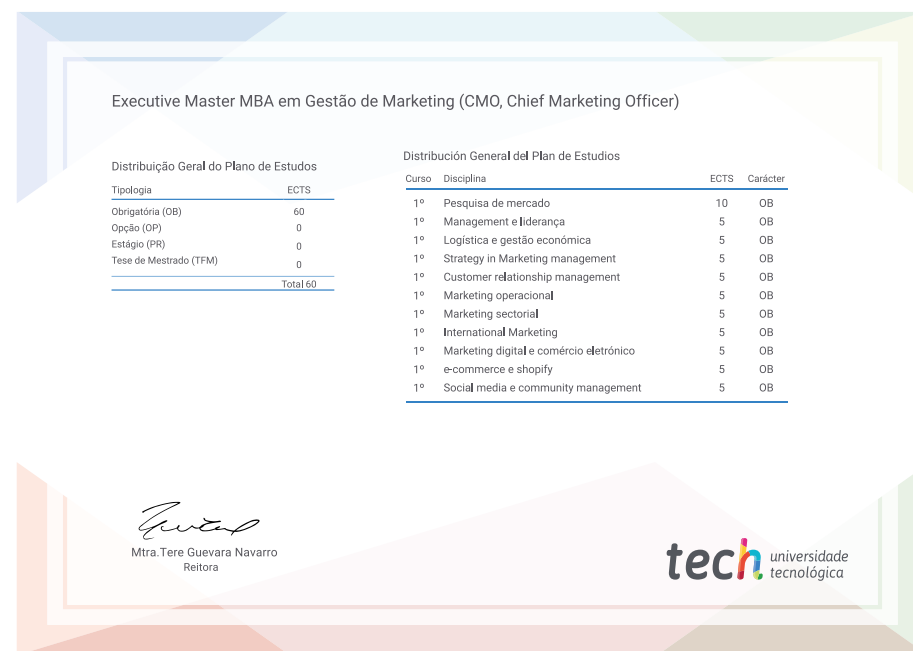 Executive Master MBA em Gestão de Marketing (CMO, Chief Marketing Officer)
Distribuição Geral do Plano de Estudos
Tipologia ECTS
Obrigatória (OB) 60
Opção (OP) 0
Estágio (PR) 0
Tese de Mestrado (TFM) 0
Total 60
Distribución General del Plan de Estudios
Curso Disciplina ECTS Carácter
1º Pesquisa de mercado 10 OB
1º Management e liderança 5 OB
1º Logística e gestão económica 5 OB
1º Strategy in Marketing management 5 OB
1º Customer relationship management 5 OB
1º Marketing operacional 5 OB
1º Marketing sectorial 5 OB
1º International Marketing 5 OB
1º Marketing digital e comércio eletrónico 5 OB
1º e-commerce e shopify 5 OB
1º Social media e community management 5 OB
Mtra.Tere Guevara Navarro
Reitora
tech universidade
tecnológica